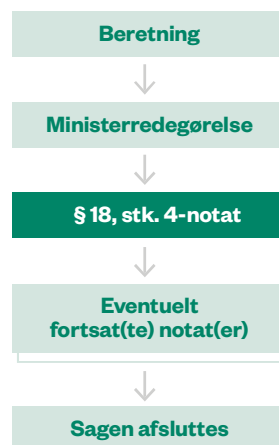 Beretning
Ministerredegørelse
§ 18, stk. 4-notat
Eventuelt
fortsat(te) notat(er)
Sagen afsluttes